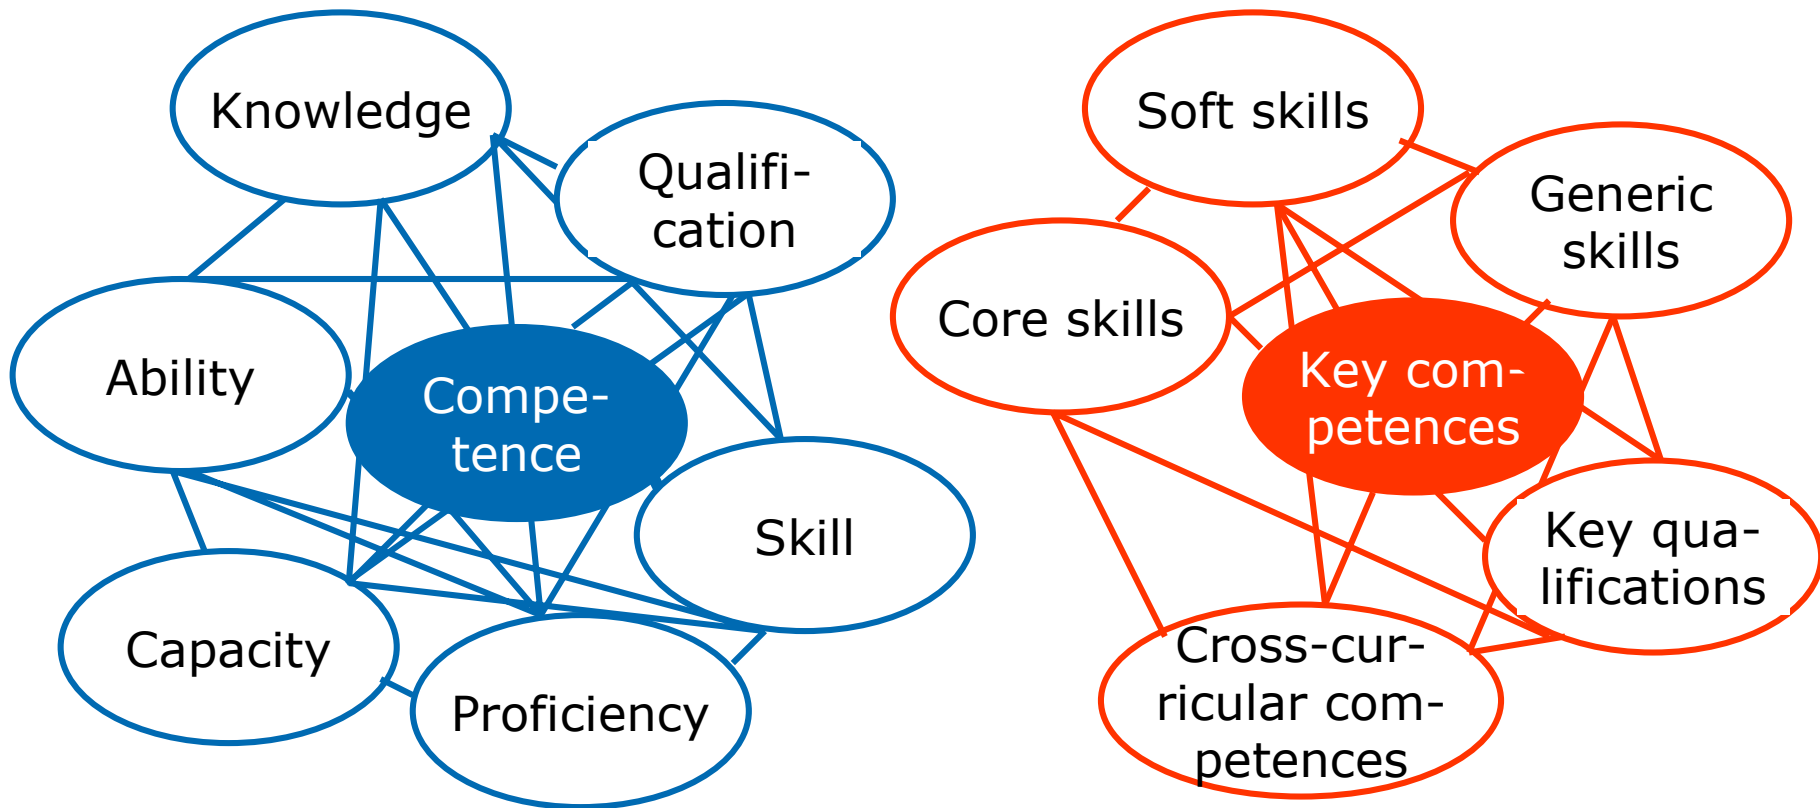 Knowledge
Qualifi-
cation
Ability
Compe-
tence
Skill
Capacity
Proficiency
Soft skills
Generic
skills
Core skills
Key com-
petences
Key qua-
lifications
Cross-cur-
ricular com-
petences